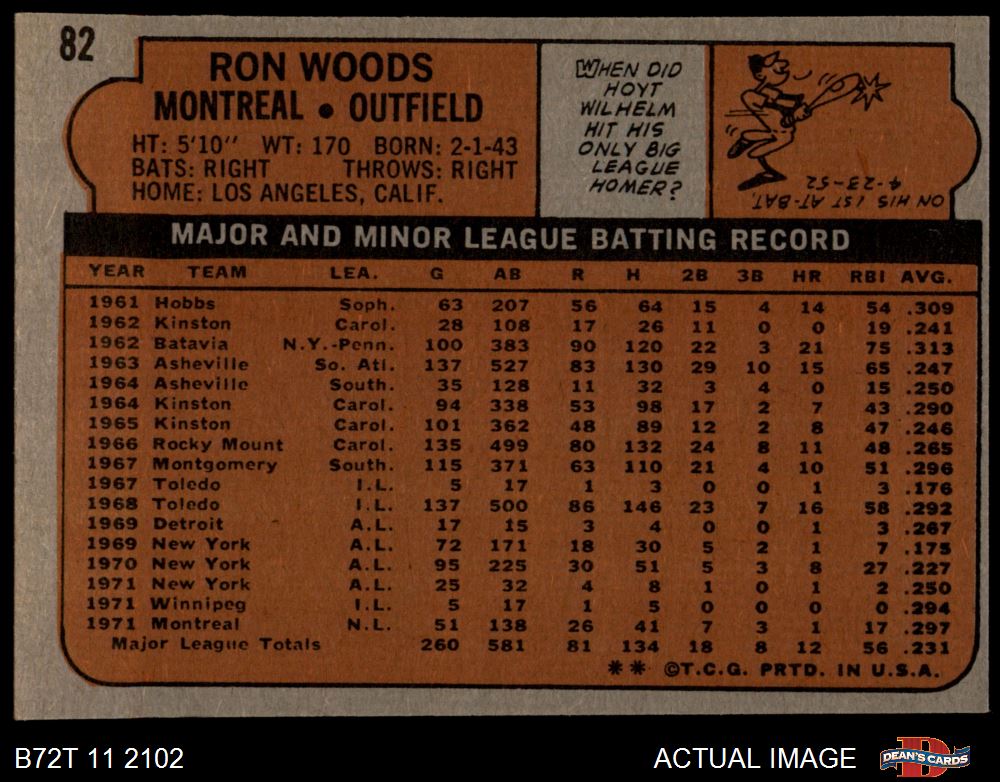 82
RON WOODS
MONTREAL • OUTFIELD
HT: 5'10" WT: 170 BORN: 2-1-43
BATS: RIGHT THROWS: RIGHT
HOME: LOS ANGELES, CALIF.
WHEN DID
HOYT
WILHELM
HIT HIS
ONLY BIG
LEAGUE
HOMER?
ON HIS 1ST AT-BAT,
4-23-52
MAJOR AND MINOR LEAGUE BATTING RECORD
YEAR TEAM LEA. G AB R H 2B 3B HR RBI AVG.
1961 Hobbs Soph. 63 207 56 64 15 4 14 54 .309
1962 Kinston Carol. 28 108 17 26 11 0 0 19 .241
1962 Batavia N.Y.-Penn. 100 383 90 120 22 3 21 75 .313
1963 Asheville So. Atl. 137 527 83 130 29 10 15 65 .247
1964 Asheville South. 35 128 11 32 3 4 0 15 .250
1964 Kinston Carol. 94 338 53 98 17 2 7 43 .290
1965 Kinston Carol. 101 362 48 89 12 2 8 47 .246
1966 Rocky Mount Carol. 135 499 80 132 24 8 11 48 .265
1967 Montgomery South. 115 371 63 110 21 4 10 51 .296
1967 Toledo I.L. 5 17 1 3 0 0 1 3 .176
1968 Toledo I.L. 137 500 86 146 23 7 16 58 .292
1969 Detroit A.L. 17 15 3 4 0 0 1 3 .267
1969 New York A.L. 72 171 18 30 5 2 1 7 .175
1970 New York A.L. 95 225 30 51 5 3 8 27 .227
1971 New York A.L. 25 32 4 8 1 0 1 2 .250
1971 Winnipeg I.L. 5 17 1 5 0 0 0 0 .294
1971 Montreal N.L. 51 138 26 41 7 3 1 17 .297
Major League Totals 260 581 81 134 18 8 12 56 .231
** ©T.C.G. PRTD. IN U.S.A.
B72T 11 2102
ACTUAL IMAGE
DEAN'S CARDS